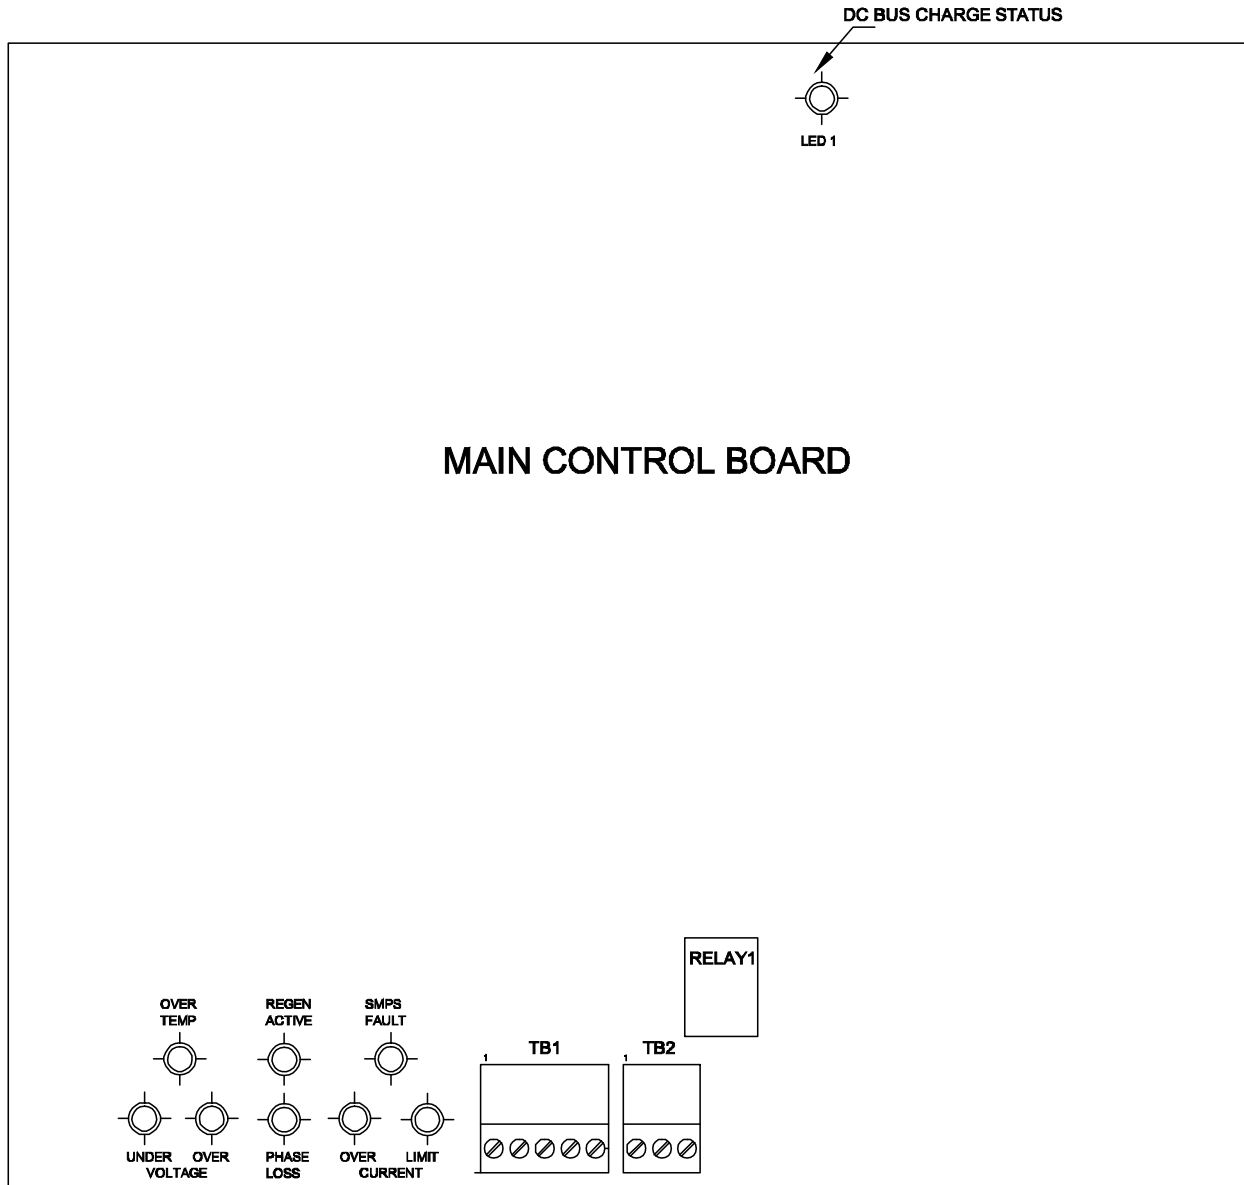 DC BUS CHARGE STATUS
LED 1
MAIN CONTROL BOARD
RELAY1
OVER
TEMP
REGEN
ACTIVE
SMPS
FAULT
1
TB1
1
TB2
UNDER
OVER
VOLTAGE
PHASE
LOSS
OVER
LIMIT
CURRENT